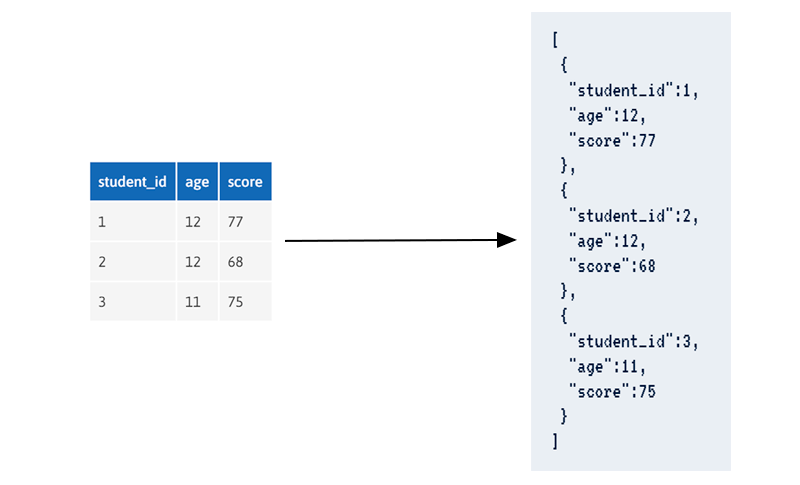 student_id age score
1 12 77
2 12 68
3 11 75
[
{
"student_id":1,
"age":12,
"score":77
},
{
"student_id":2,
"age":12,
"score":68
},
{
"student_id":3,
"age":11,
"score":75
}
]